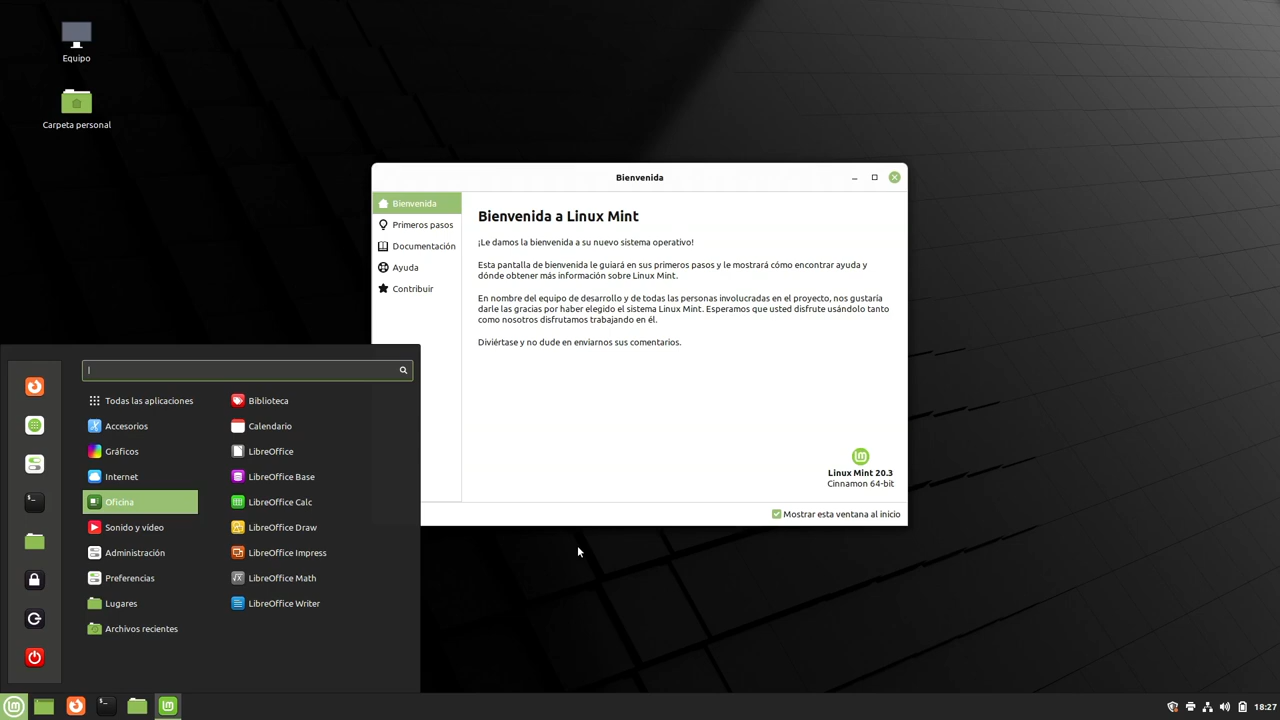 Equipo
Carpeta personal
Bienvenida
Bienvenida
Primeros pasos
Documentación
Ayuda
Contribuir
Bienvenida a Linux Mint
¡Le damos la bienvenida a su nuevo sistema operativo!
Esta pantalla de bienvenida le guiará en sus primeros pasos y le mostrará cómo encontrar ayuda y
dónde obtener más información sobre Linux Mint.
En nombre del equipo de desarrollo y de todas las personas involucradas en el proyecto, nos gustaría
darle las gracias por haber elegido el sistema Linux Mint. Esperamos que usted disfrute usándolo tanto
como nosotros disfrutamos trabajando en él.
Diviértase y no dude en enviarnos sus comentarios.
Linux Mint 20.3
Cinnamon 64-bit
Mostrar esta ventana al inicio
Todas las aplicaciones
Accesorios
Gráficos
Internet
Oficina
Sonido y vídeo
Administración
Preferencias
Lugares
Archivos recientes
Biblioteca
Calendario
LibreOffice
LibreOffice Base
LibreOffice Calc
LibreOffice Draw
LibreOffice Impress
LibreOffice Math
LibreOffice Writer
18:27